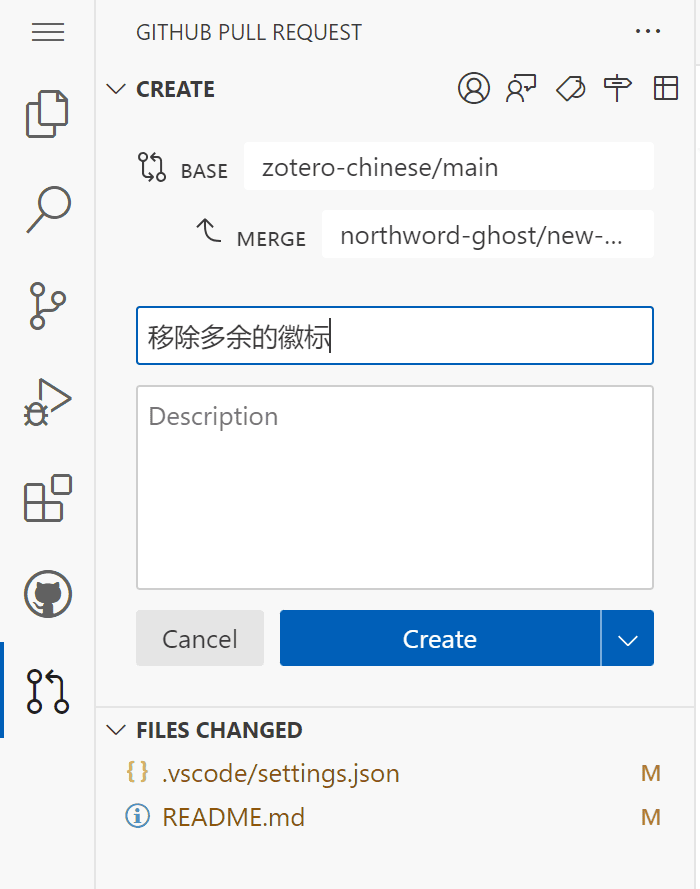 GITHUB PULL REQUEST
CREATE
BASE zotero-chinese/main
MERGE northword-ghost/new-...
移除多余的徽标
Description
Cancel Create
FILES CHANGED
{} .vscode/settings.json M
README.md M